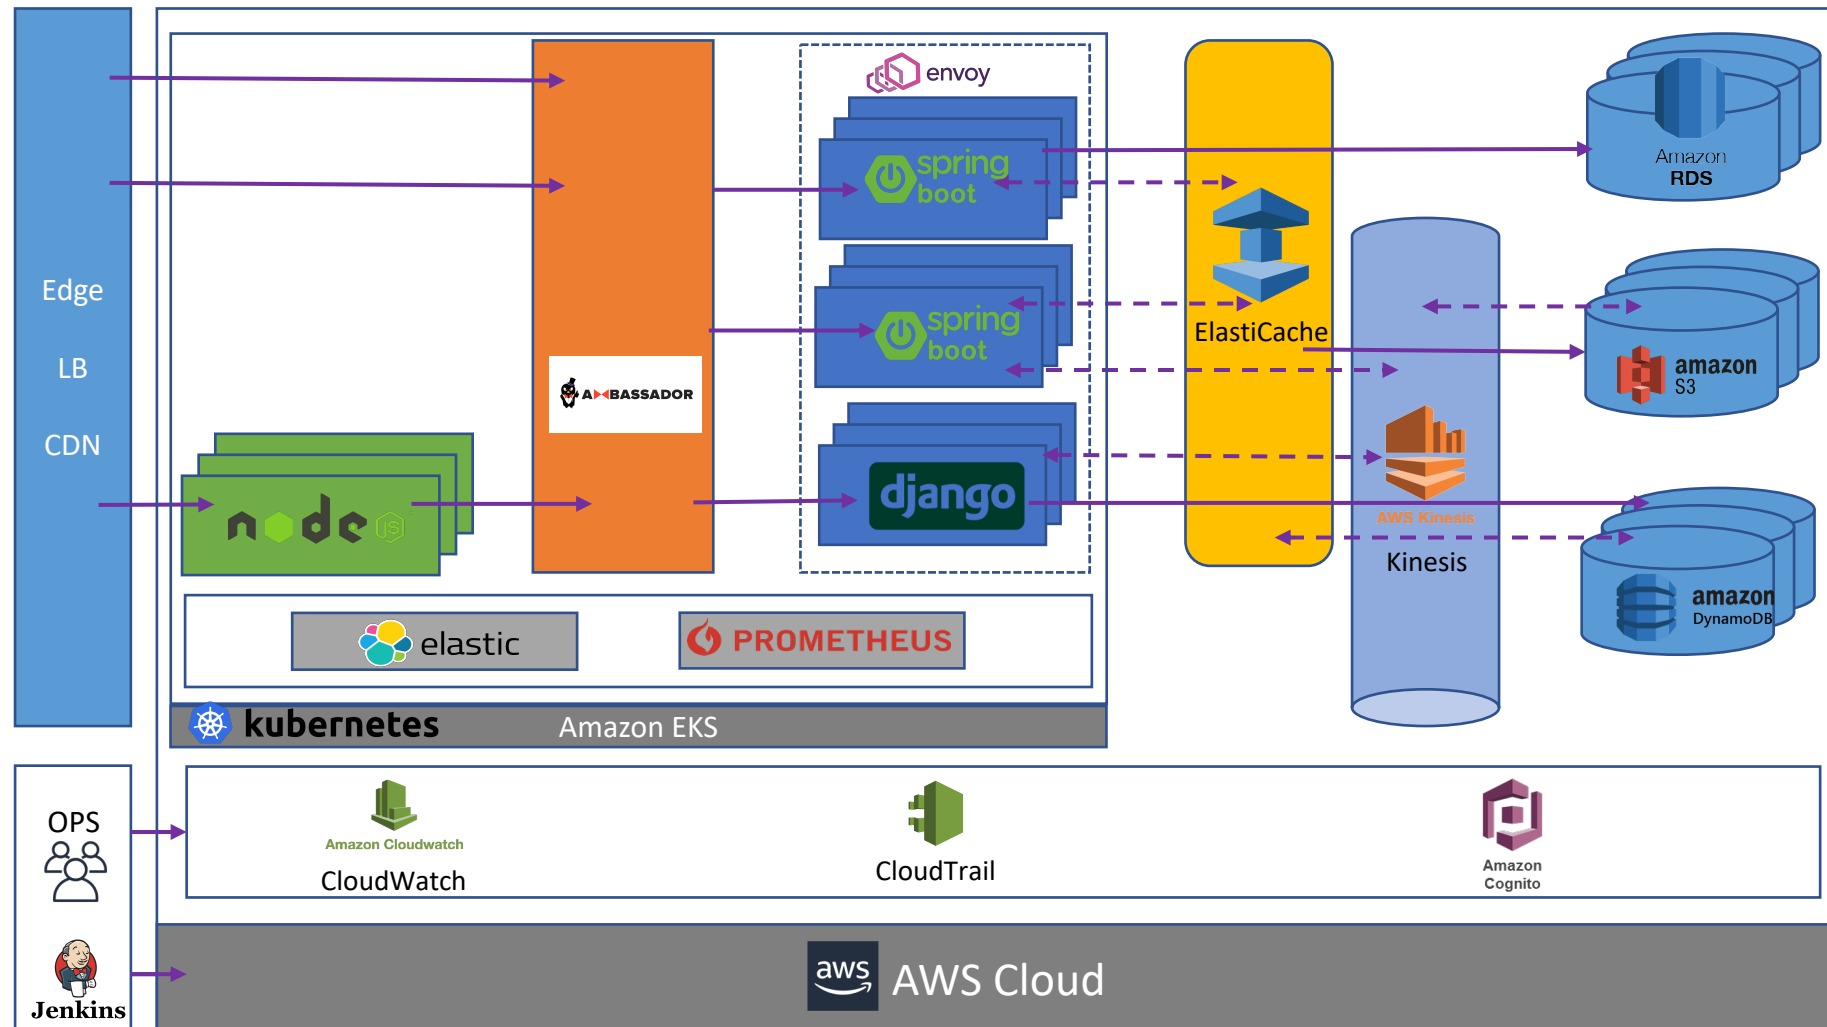 Edge
LB
CDN
node
JS
AMBASSADOR
envoy
spring
boot
spring
boot
django
ElastiCache
AWS Kinesis
Kinesis
Amazon
RDS
amazon
S3
amazon
DynamoDB
elastic
PROMETHEUS
kubernetes
Amazon EKS
OPS
Jenkins
Amazon Cloudwatch
CloudWatch
CloudTrail
Amazon
Cognito
aws
AWS Cloud